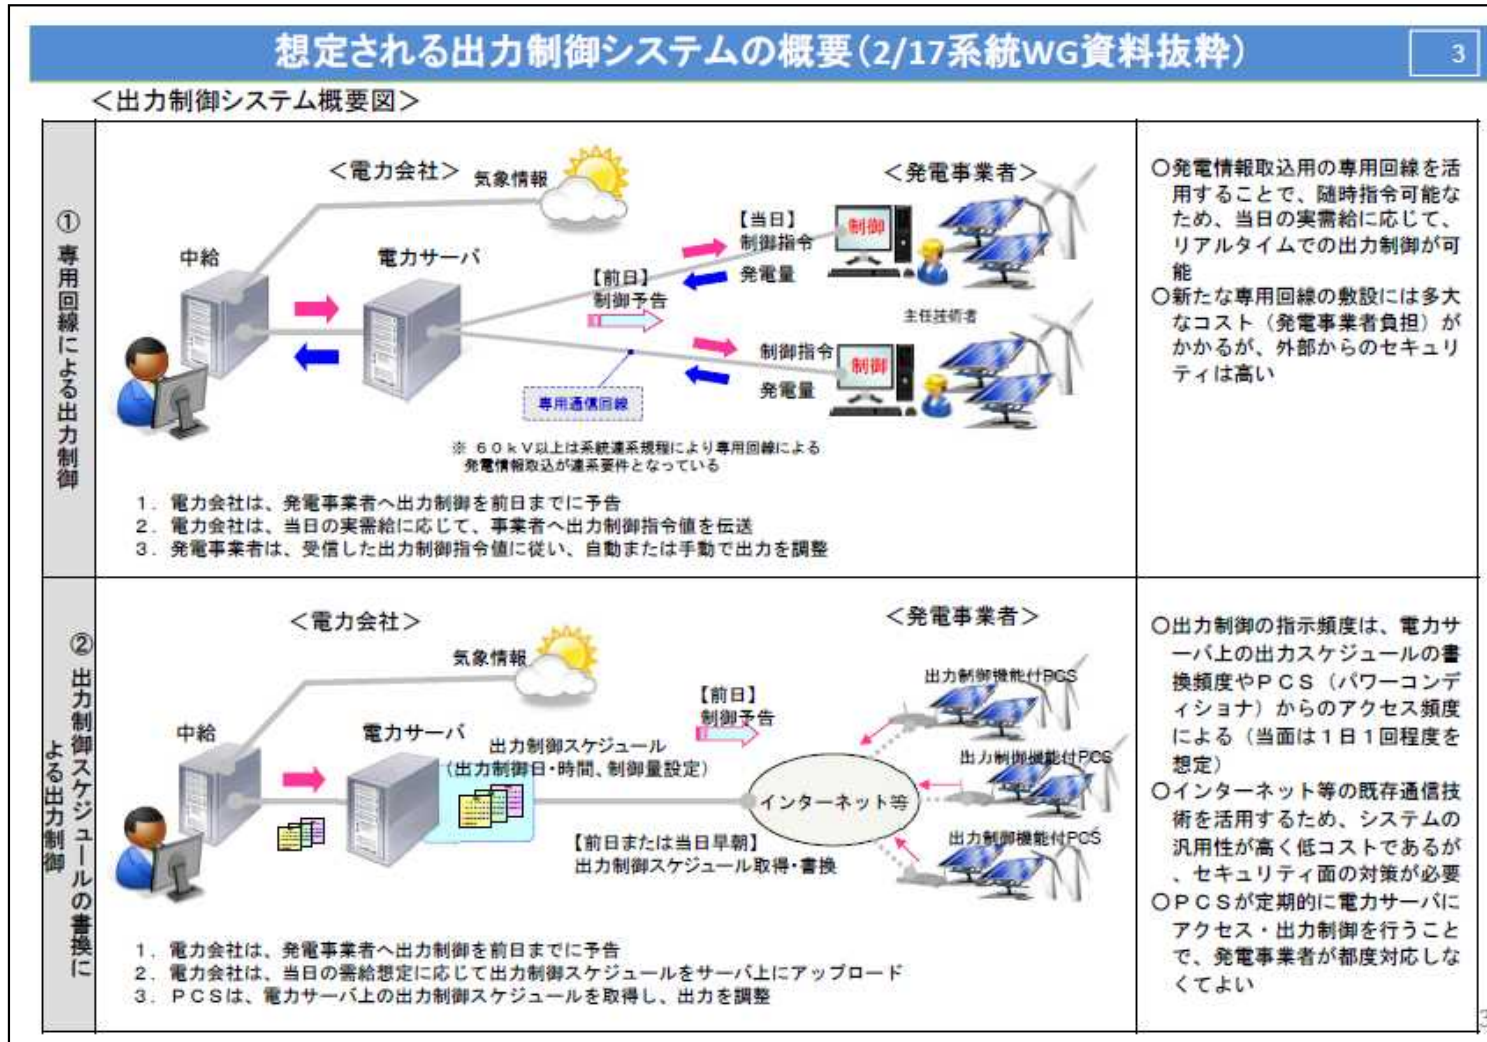 想定される出力制御システムの概要(2/17系統WG資料抜粋)
3
＜出力制御システム概要図＞
① 専用回線による出力制御
＜電力会社＞
気象情報
＜発電事業者＞
中給
電力サーバ
【前日】
制御予告
【当日】
制御指令
発電量
制御
主任技術者
制御指令
発電量
制御
専用通信回線
※ 60kV以上は系統連系規程により専用回線による
発電情報取込が連系要件となっている
1. 電力会社は、発電事業者へ出力制御を前日までに予告
2. 電力会社は、当日の実需給に応じて、事業者へ出力制御指令値を伝送
3. 発電事業者は、受信した出力制御指令値に従い、自動または手動で出力を調整
○発電情報取込用の専用回線を活
用することで、随時指令可能な
ため、当日の実需給に応じて、
リアルタイムでの出力制御が可
能
○新たな専用回線の敷設には多大
なコスト（発電事業者負担）が
かかるが、外部からのセキュリ
ティは高い
② 出力制御スケジュールの書換に
よる出力制御
＜電力会社＞
気象情報
＜発電事業者＞
中給
電力サーバ
出力制御スケジュール
(出力制御日・時間、制御量設定)
【前日】
制御予告
インターネット等
【前日または当日早朝】
出力制御スケジュール取得・書換
出力制御機能付PCS
出力制御機能付PCS
出力制御機能付PCS
1. 電力会社は、発電事業者へ出力制御を前日までに予告
2. 電力会社は、当日の需給想定に応じて出力制御スケジュールをサーバ上にアップロード
3. PCSは、電力サーバ上の出力制御スケジュールを取得し、出力を調整
○出力制御の指示頻度は、電力サ
ーバ上の出力スケジュールの書
換頻度やPCS（パワーコンデ
ィショナ）からのアクセス頻度
による（当面は1日1回程度を
想定）
○インターネット等の既存通信技
術を活用するため、システムの
汎用性が高く低コストであるが
、セキュリティ面の対策が必要
○PCSが定期的に電力サーバに
アクセス・出力制御を行うこと
で、発電事業者が都度対応しな
くてよい
3